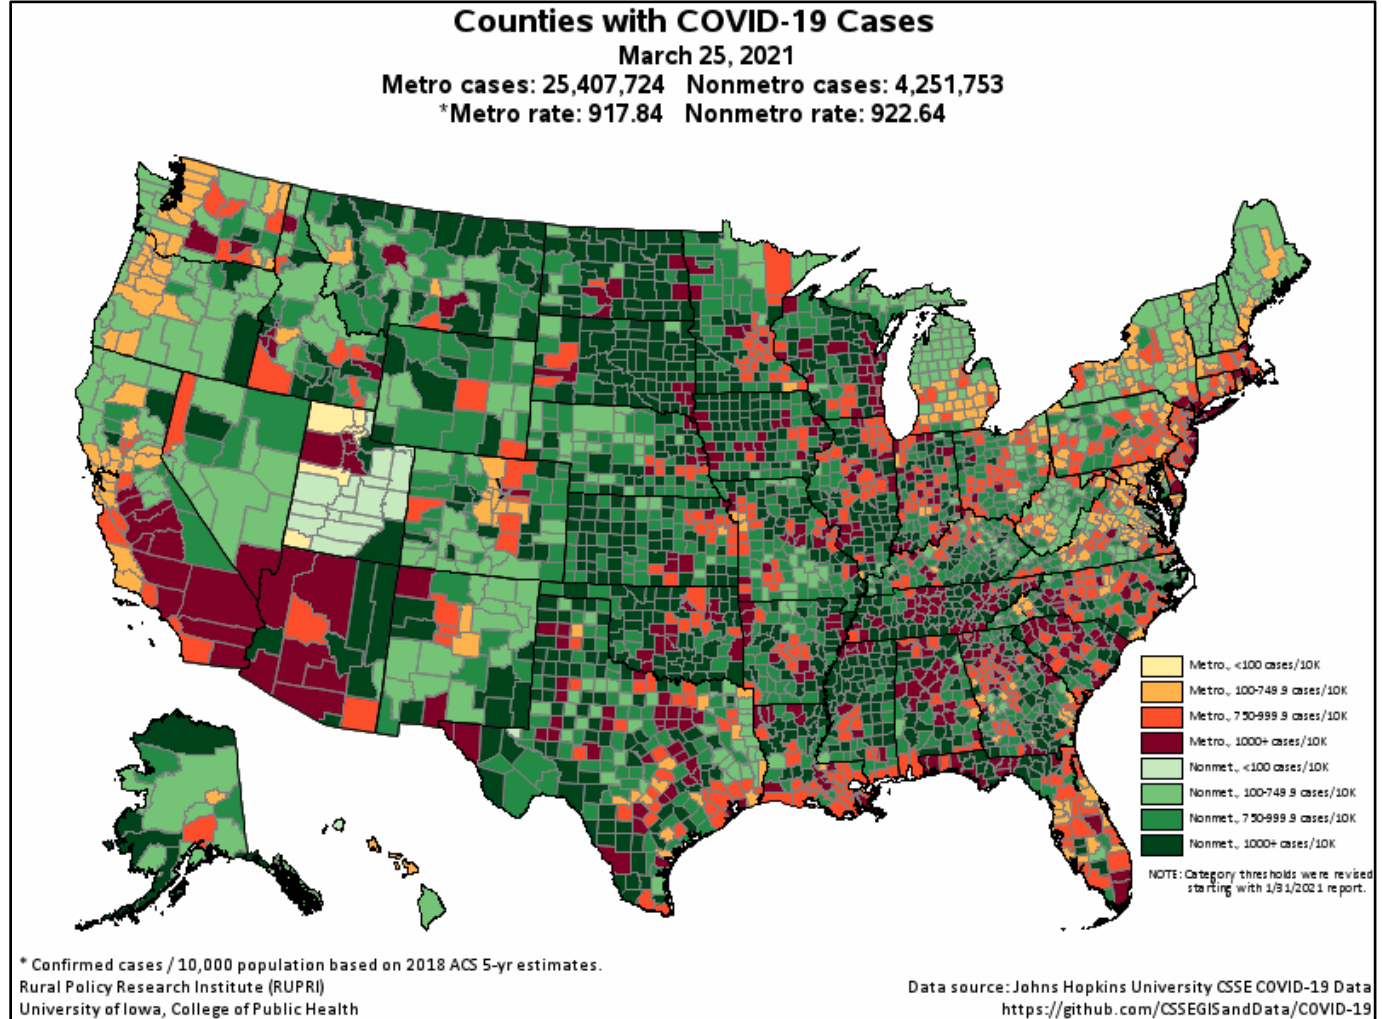 Counties with COVID-19 Cases
March 25, 2021
Metro cases: 25,407,724 Nonmetro cases: 4,251,753
*Metro rate: 917.84 Nonmetro rate: 922.64
Metro., <100 cases/10K
Metro., 100-749.9 cases/10K
Metro., 750-999.9 cases/10K
Metro., 1000+ cases/10K
Nonmet., <100 cases/10K
Nonmet., 100-749.9 cases/10K
Nonmet., 750-999.9 cases/10K
Nonmet., 1000+ cases/10K
NOTE: Category thresholds were revised
starting with 1/31/2021 report.
* Confirmed cases / 10,000 population based on 2018 ACS 5-yr estimates.
Rural Policy Research Institute (RUPRI)
University of Iowa, College of Public Health
Data source: Johns Hopkins University CSSE COVID-19 Data
https://github.com/CSSEGISandData/COVID-19